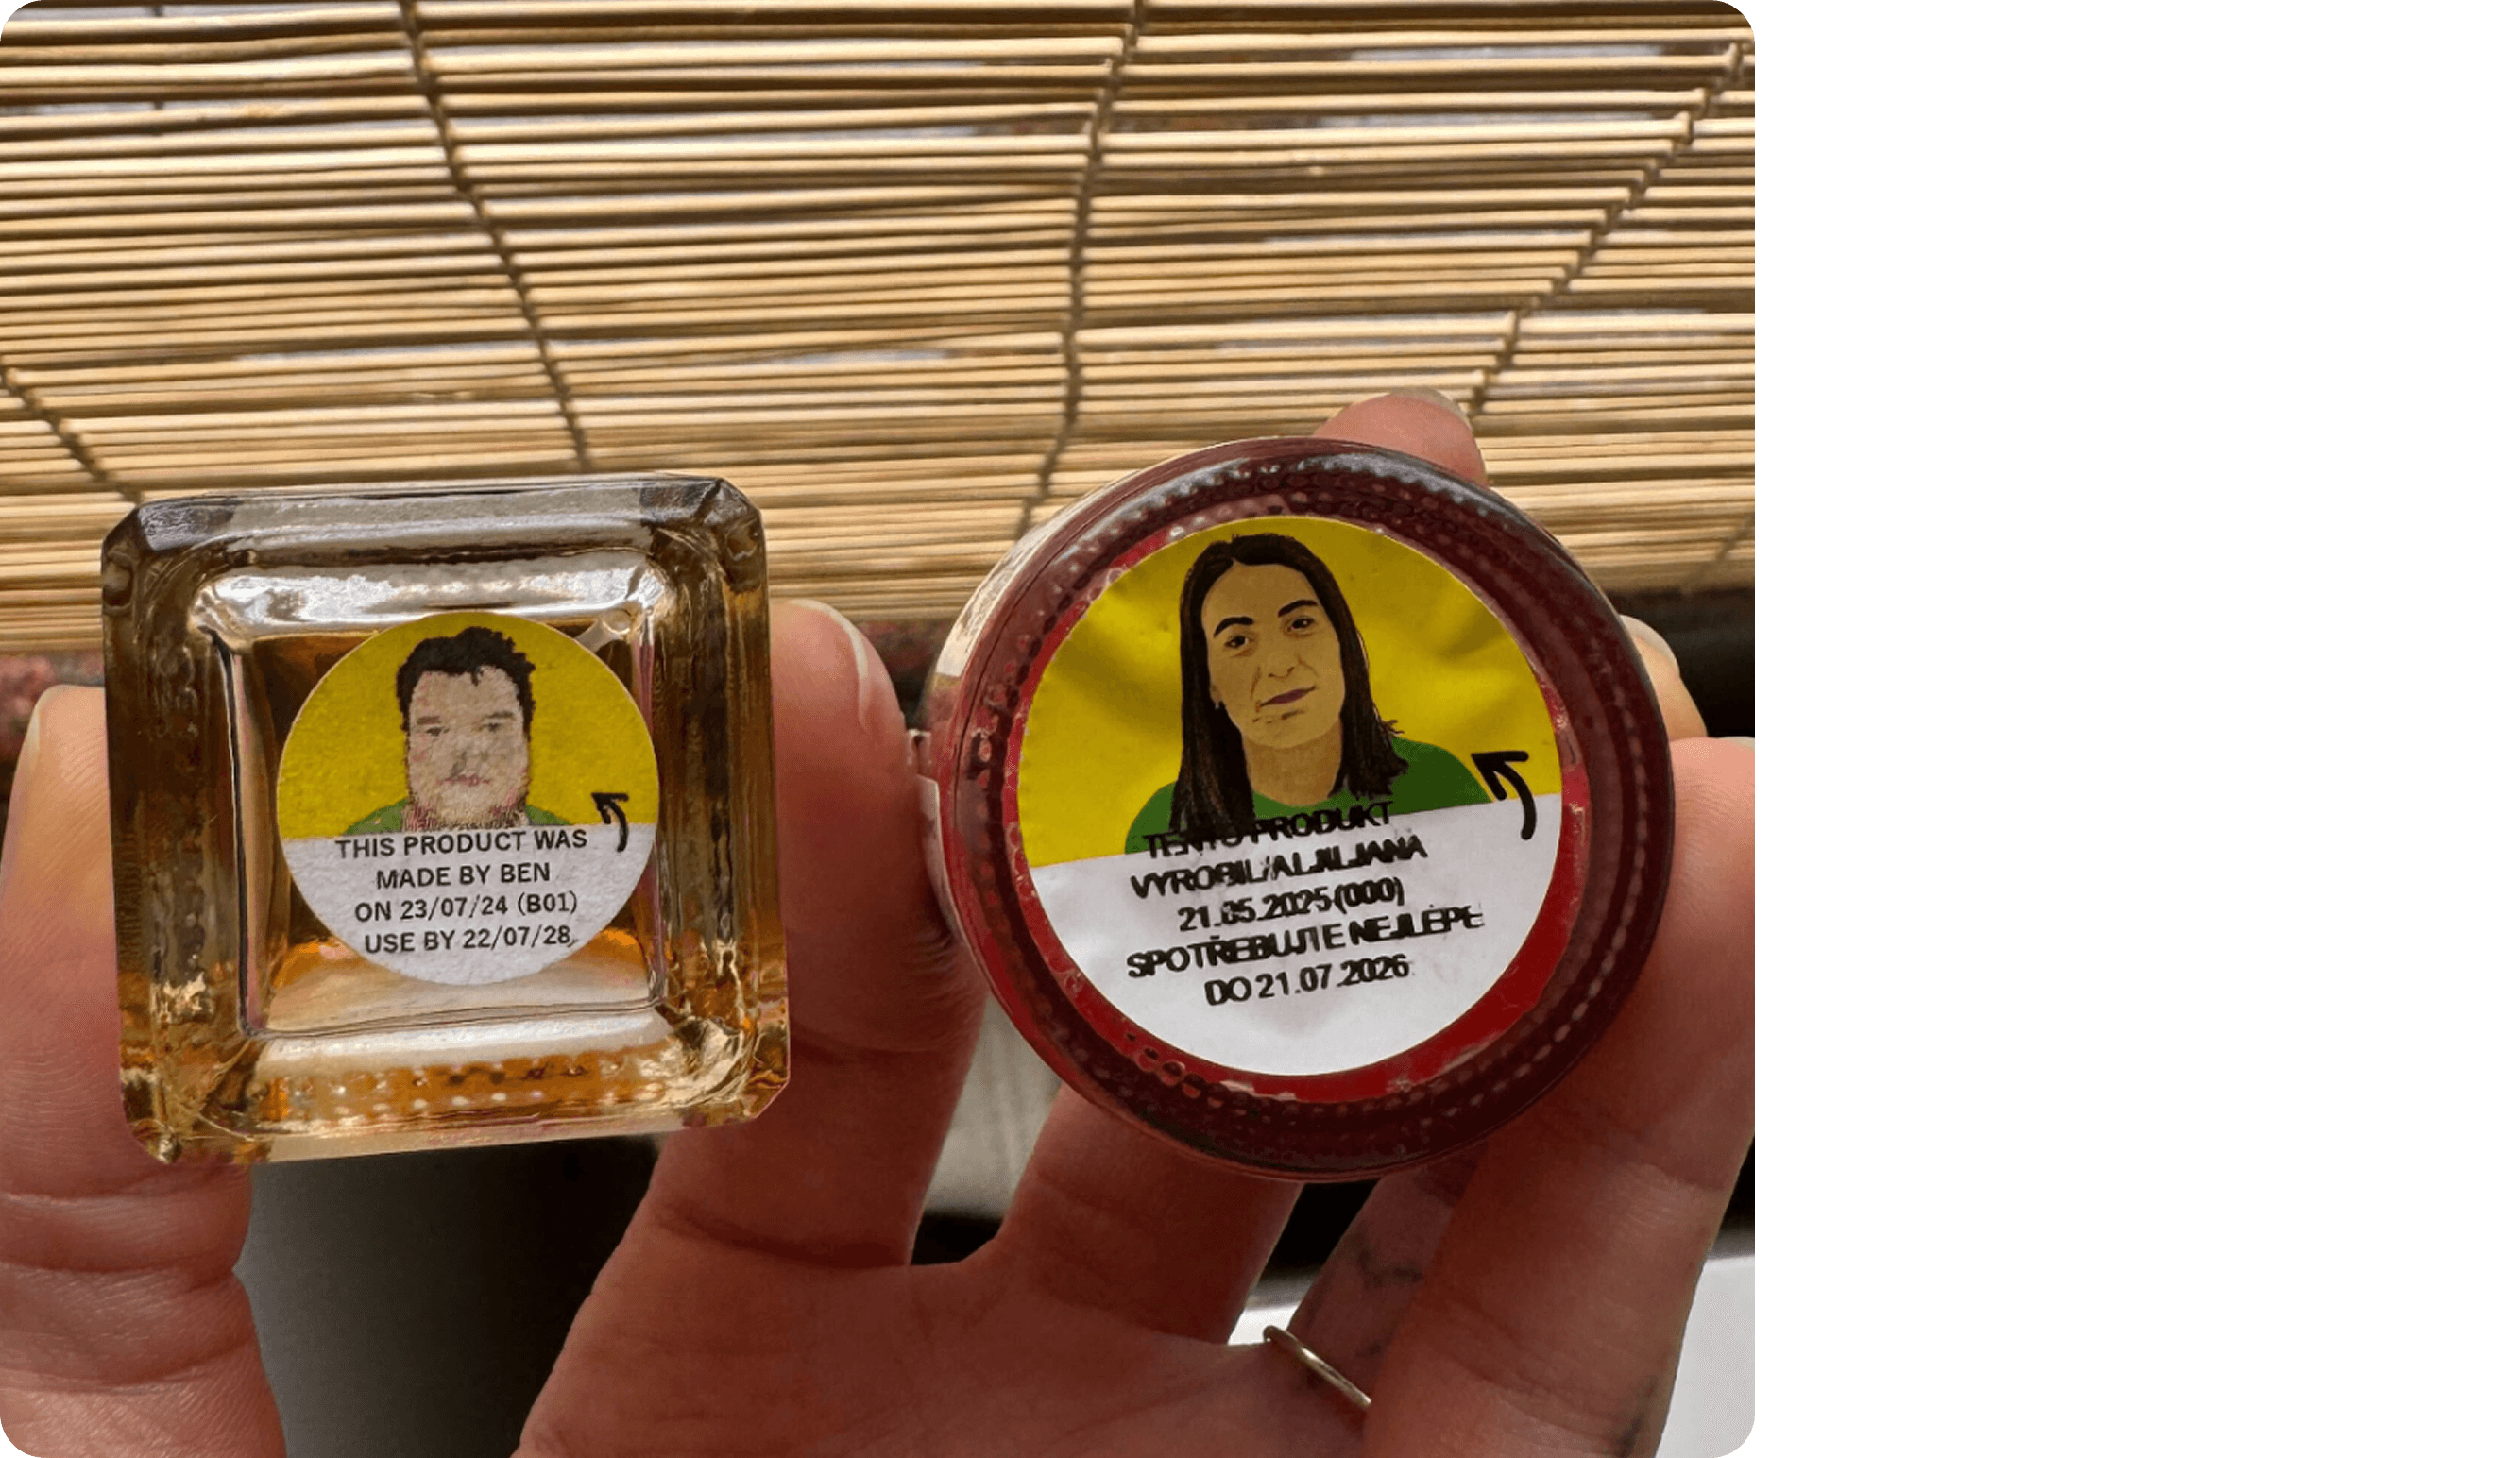 THIS PRODUCT WAS
MADE BY BEN
ON 23/07/24 (B01)
USE BY 22/07/28
TENTO PRODUKT
VYROBIL/A LJILJANA
21.05.2025 (000)
SPOTŘEBUJTE NEJLÉPE
DO 21.07.2026